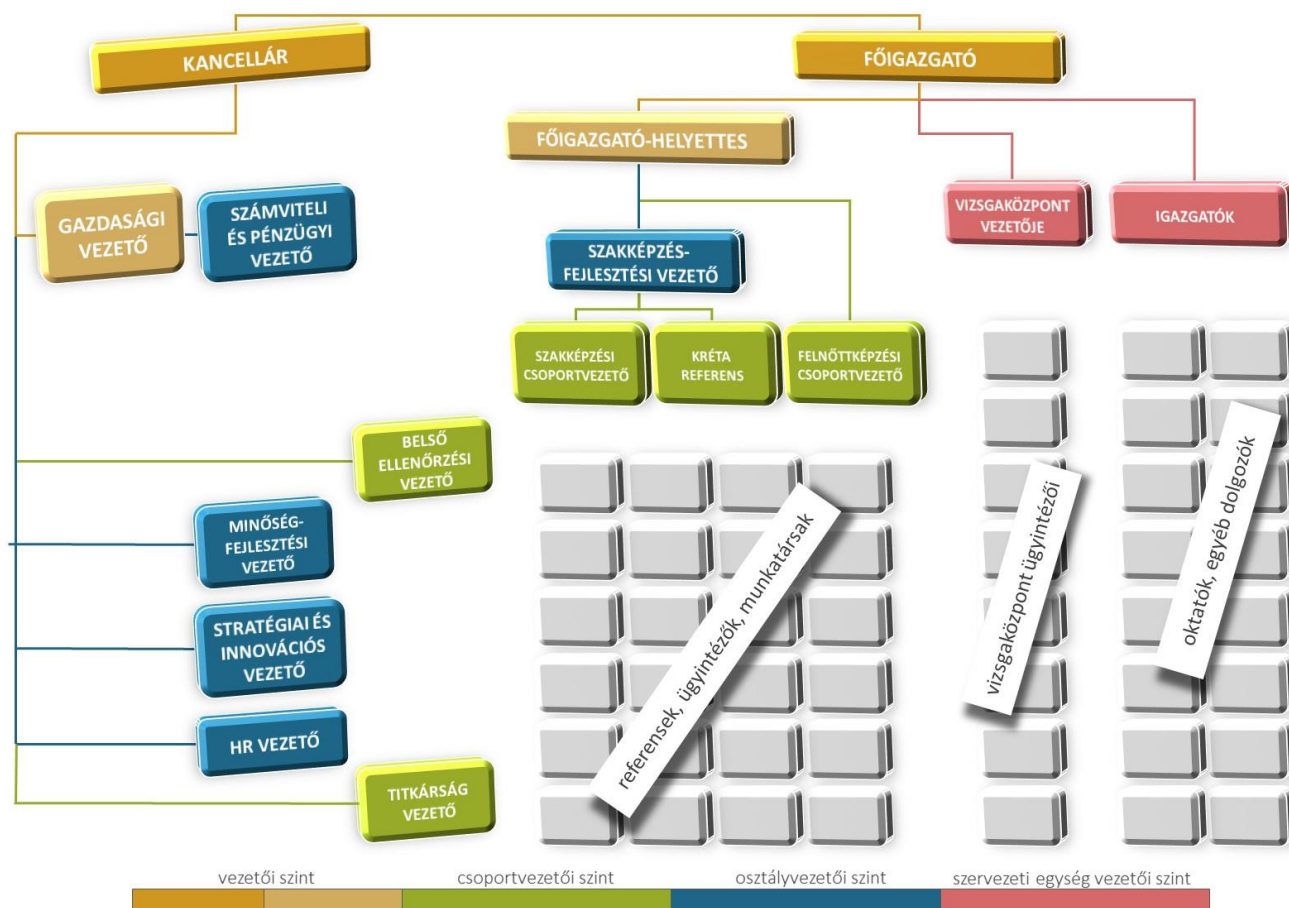 KANCELLÁR
FŐIGAZGATÓ
FŐIGAZGATÓ-HELYETTES
GAZDASÁGI
VEZETŐ
SZÁMVITELI
ÉS PÉNZÜGYI
VEZETŐ
VIZSGAKÖZPONT
VEZETŐJE
IGAZGATÓK
SZAKKÉPZÉS-
FEJLESZTÉSI VEZETŐ
SZAKKÉPZÉSI
CSOPORTVEZETŐ
KRÉTA
REFERENS
FELNŐTTKÉPZÉSI
CSOPORTVEZETŐ
BELSŐ
ELLENŐRZÉSI
VEZETŐ
MINŐSÉG-
FEJLESZTÉSI
VEZETŐ
STRATÉGIAI ÉS
INNOVÁCIÓS
VEZETŐ
HR VEZETŐ
TITKÁRSÁG
VEZETŐ
referensek, ügyintézők, munkatársak
vizsgaközpont ügyintézői
oktatók, egyéb dolgozók
vezetői szint
csoportvezetői szint
osztályvezetői szint
szervezeti egység vezetői szint